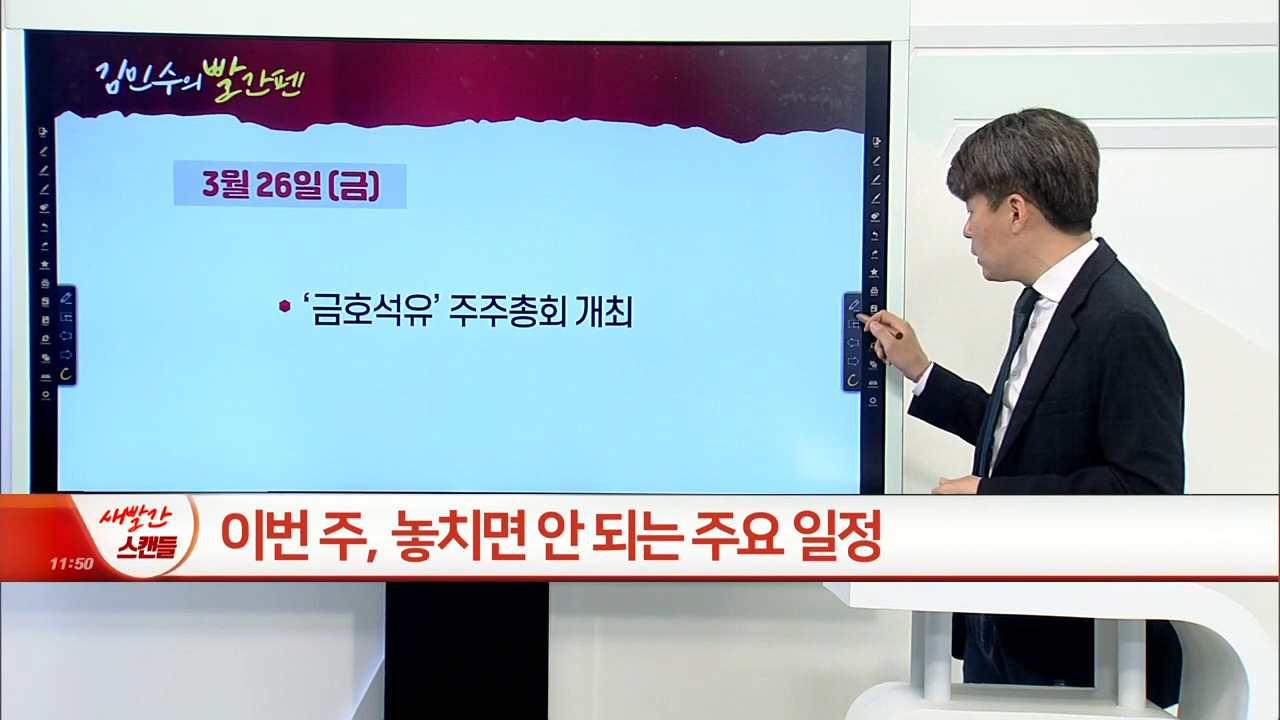 김민수의 빨간펜
3월 26일 (금)
• ‘금호석유’ 주주총회 개최
새빨간
스캔들
11:50
이번 주, 놓치면 안 되는 주요 일정